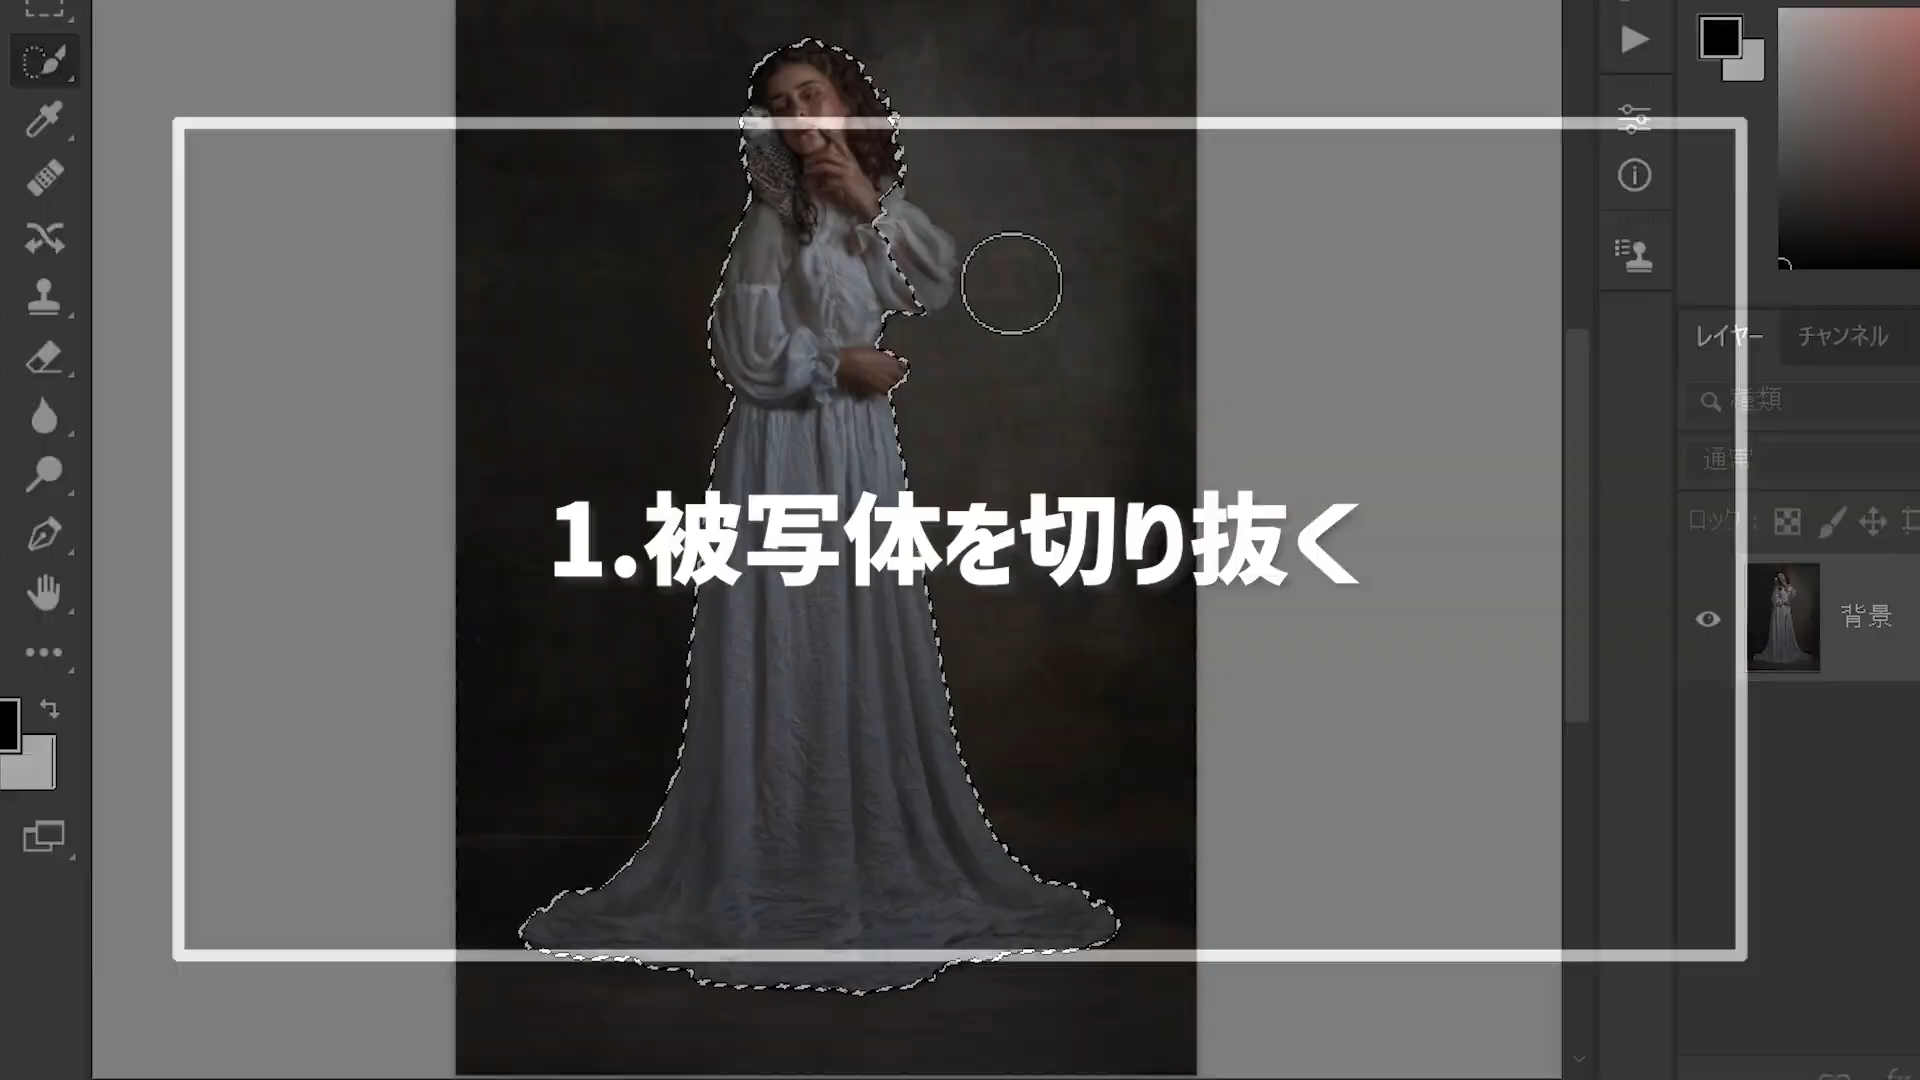 レイヤー チャンネル
種類
通常
ロック :
1.被写体を切り抜く
背景